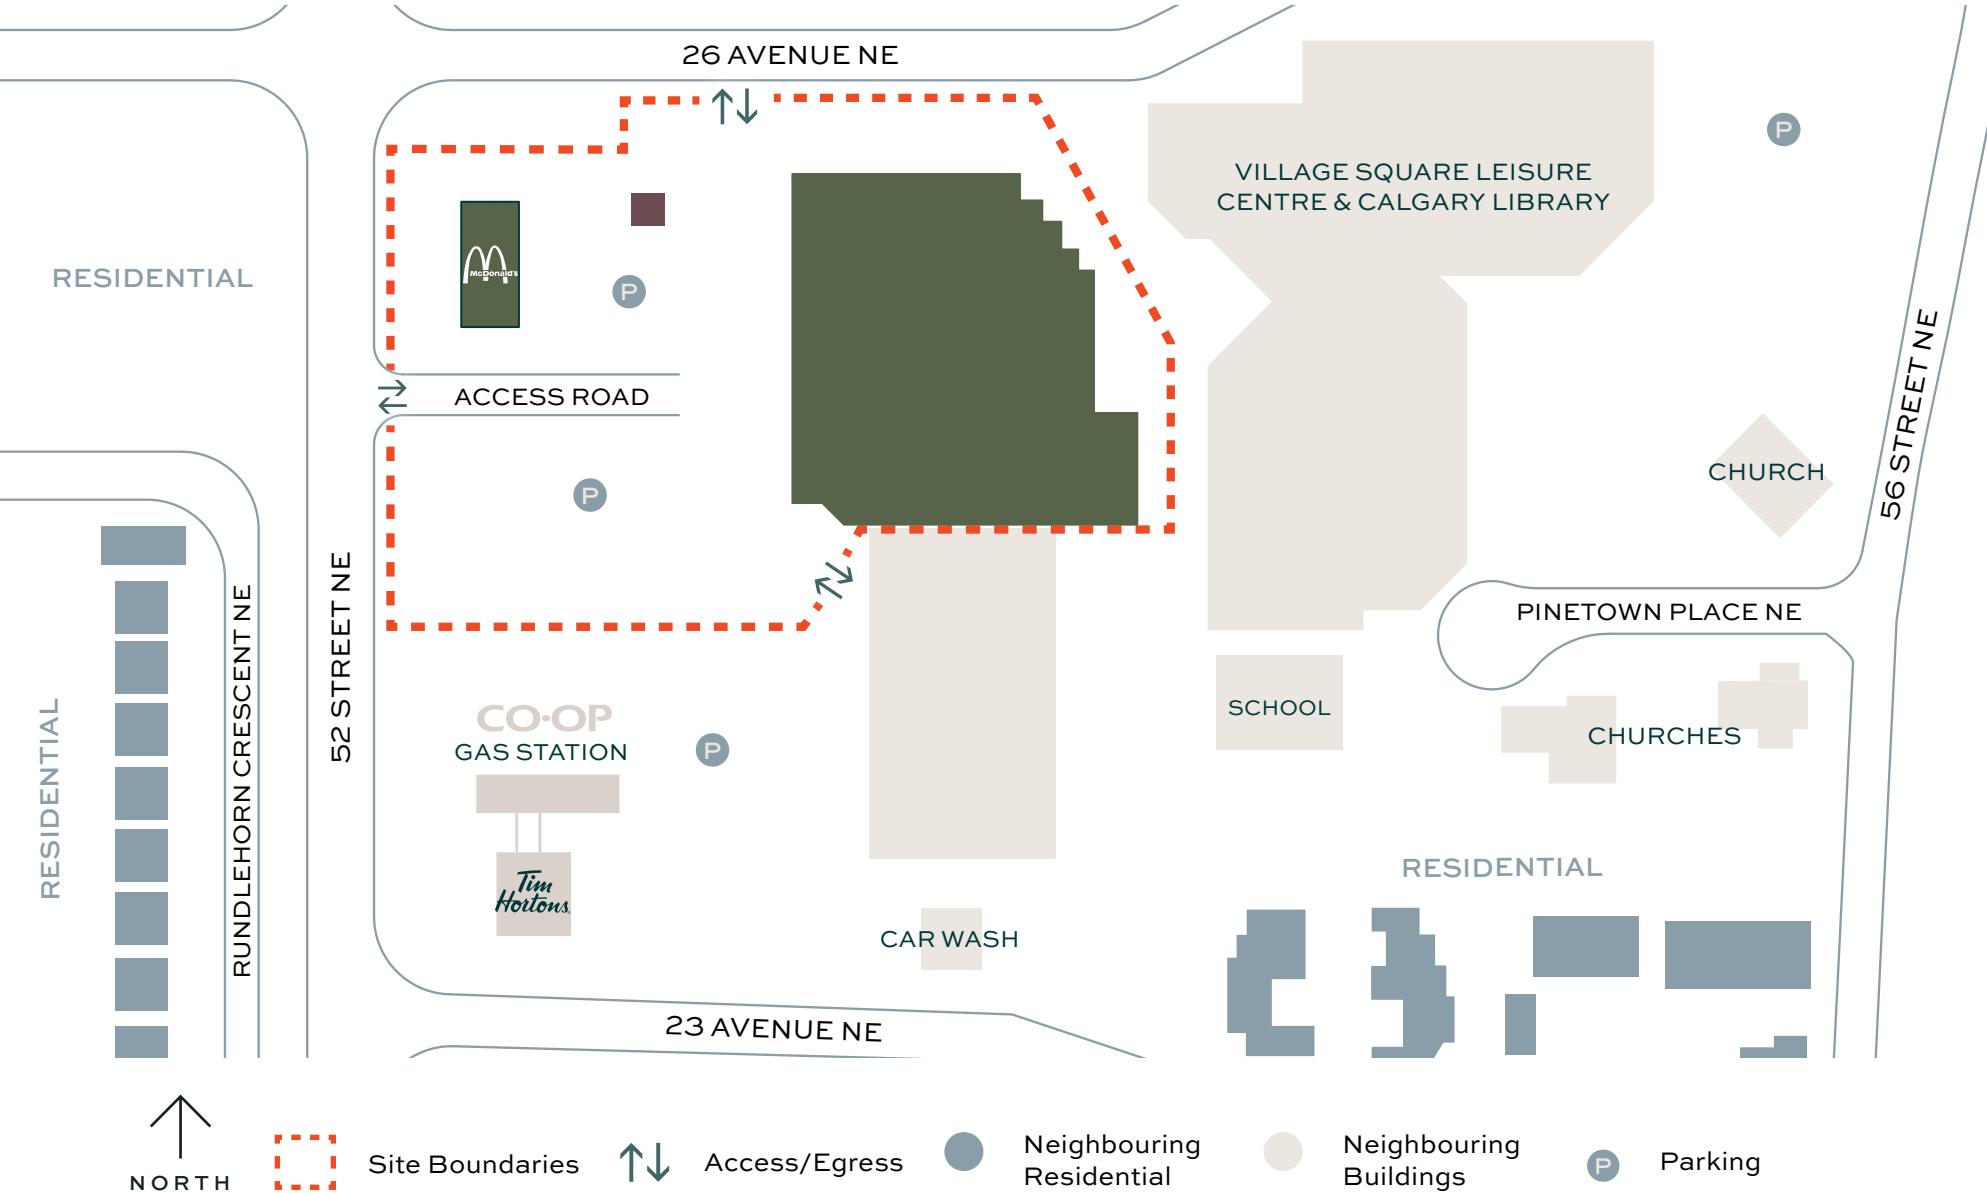 26 AVENUE NE
VILLAGE SQUARE LEISURE
CENTRE & CALGARY LIBRARY
P
RESIDENTIAL
McDonald's
P
ACCESS ROAD
56 STREET NE
CHURCH
P
52 STREET NE
RUNDLEHORN CRESCENT NE
RESIDENTIAL
PINETOWN PLACE NE
CO-OP
GAS STATION
P
SCHOOL
CHURCHES
RESIDENTIAL
Tim
Hortons
CAR WASH
23 AVENUE NE
NORTH
Site Boundaries
Access/Egress
Neighbouring
Residential
Neighbouring
Buildings
P
Parking